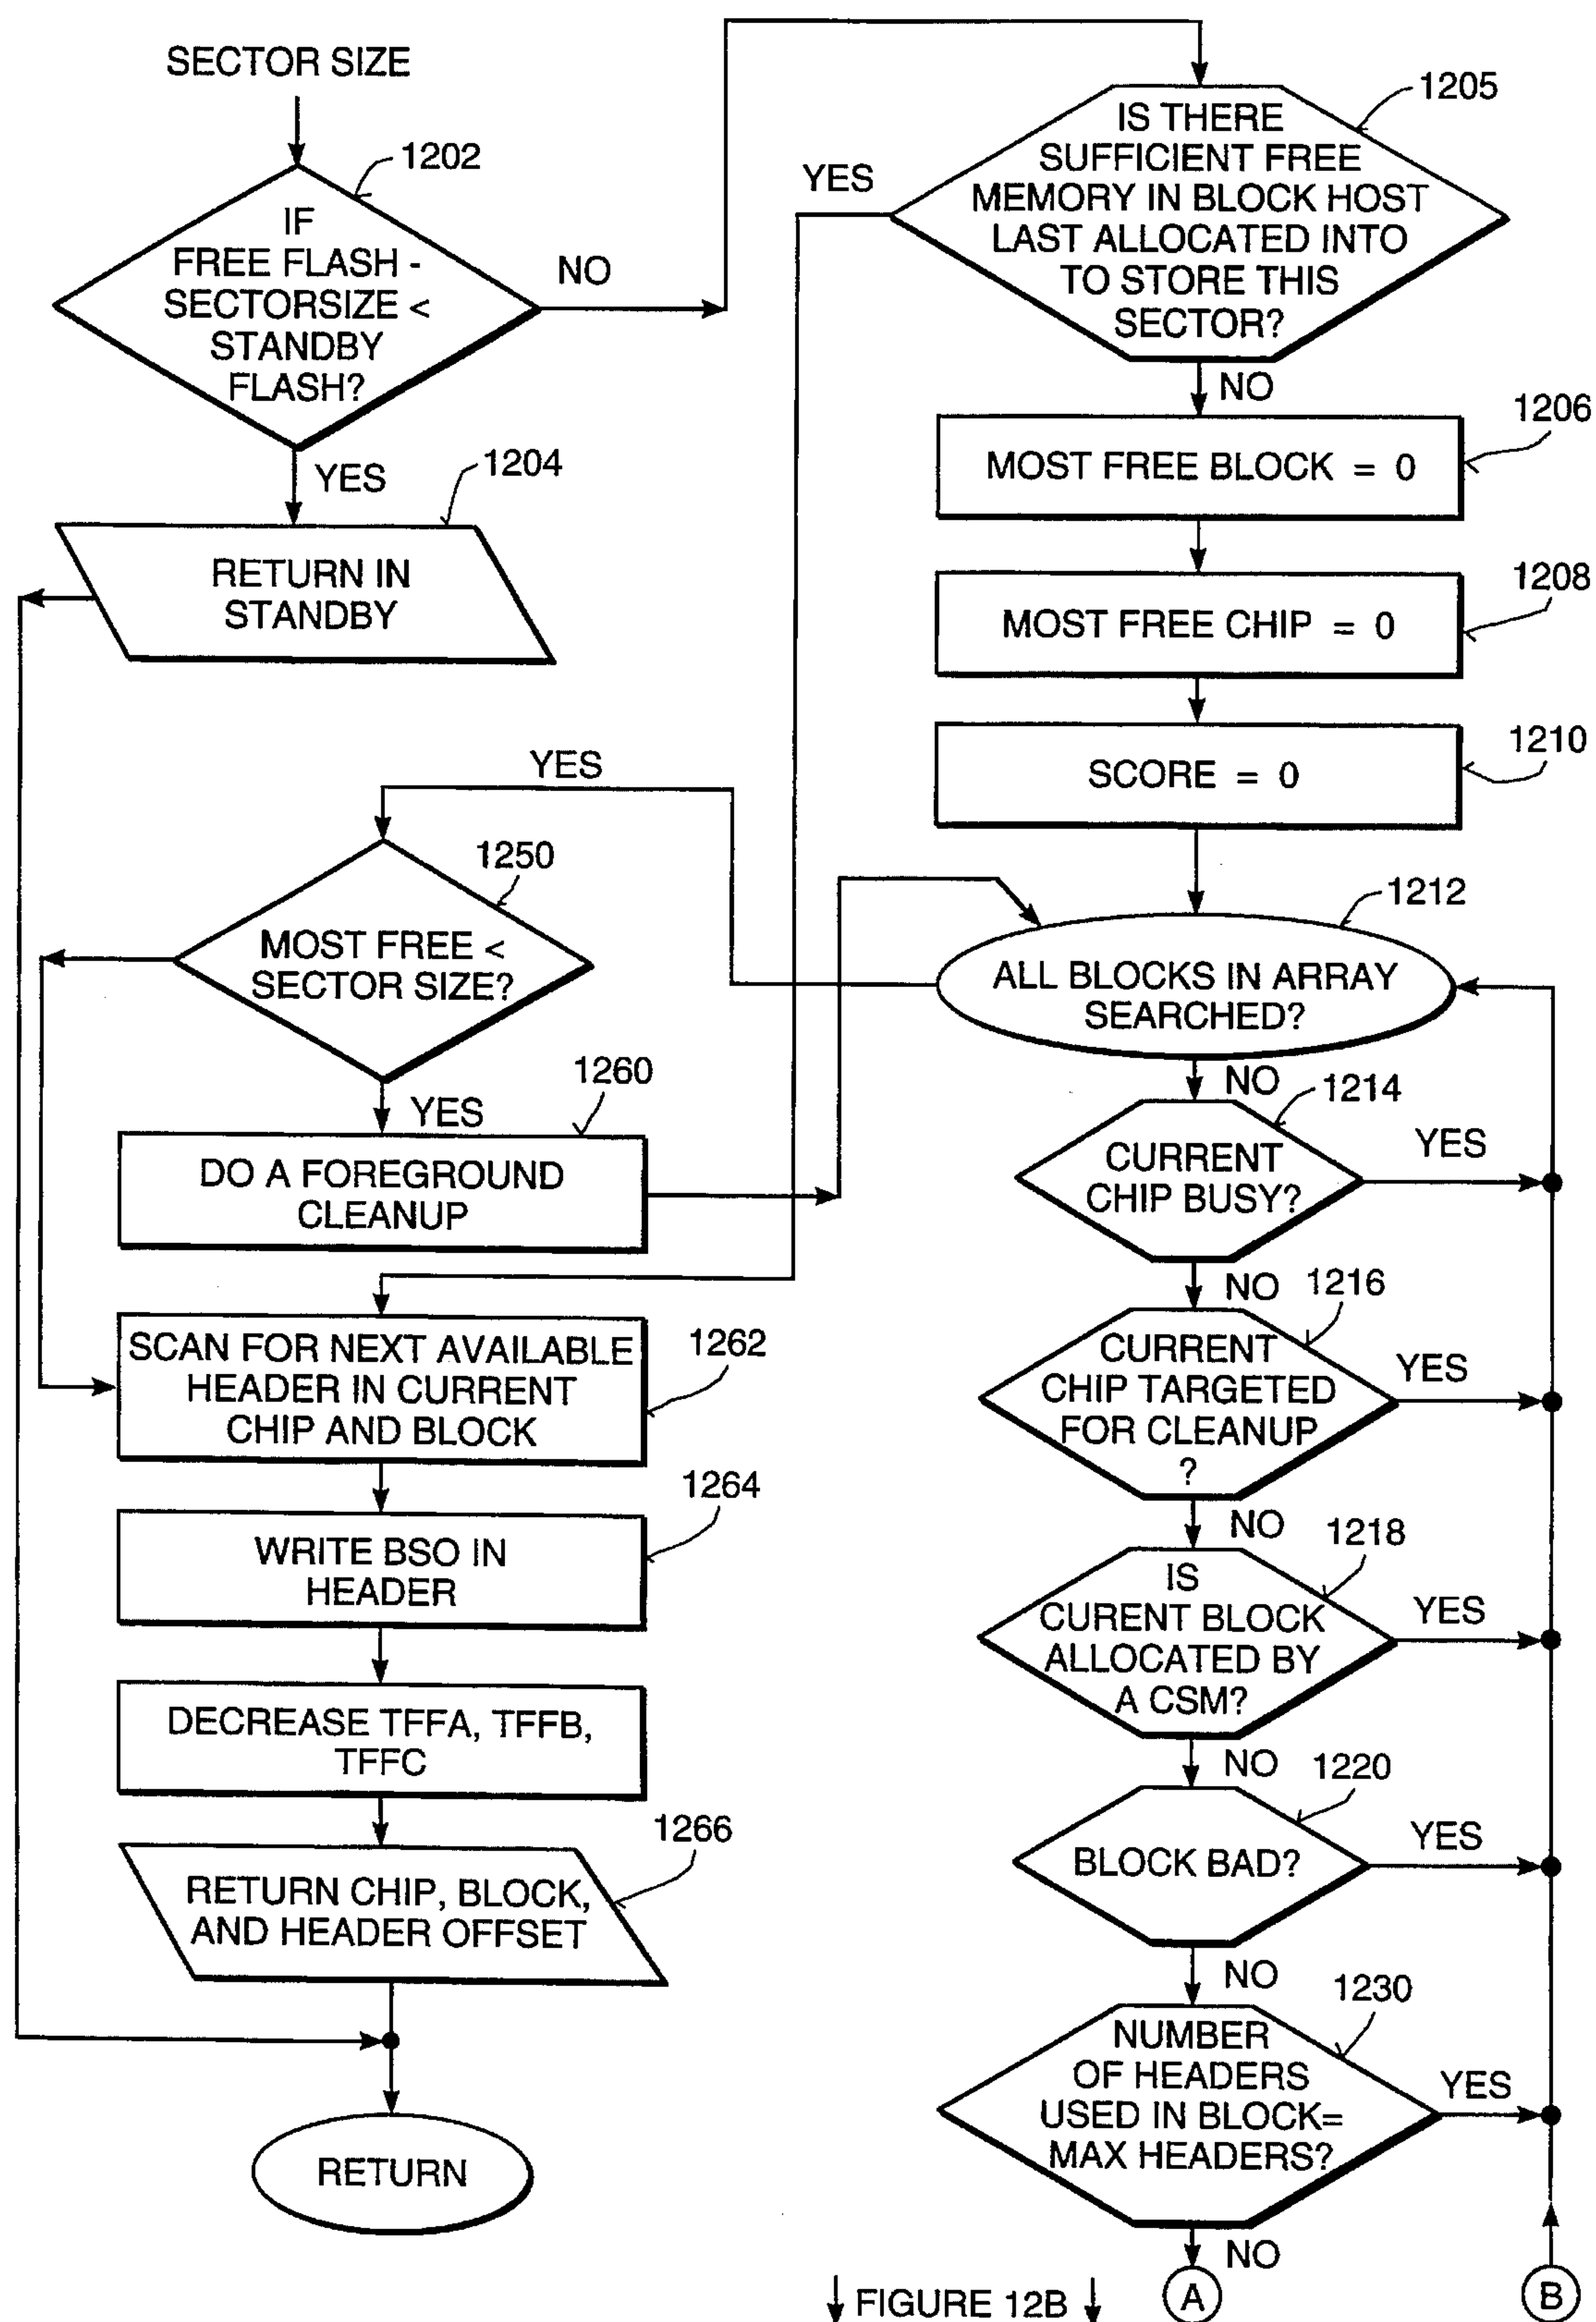 SECTOR SIZE
1202
IF
FREE FLASH -
SECTORSIZE <
STANDBY
FLASH?
NO
YES
1204
RETURN IN
STANDBY
1205
IS THERE
SUFFICIENT FREE
MEMORY IN BLOCK HOST
LAST ALLOCATED INTO
TO STORE THIS
SECTOR?
YES
NO
1206
MOST FREE BLOCK = 0
1208
MOST FREE CHIP = 0
1210
SCORE = 0
1212
ALL BLOCKS IN ARRAY
SEARCHED?
YES
NO
1214
CURRENT
CHIP BUSY?
YES
NO
1216
CURRENT
CHIP TARGETED
FOR CLEANUP
?
YES
NO
1218
IS
CURENT BLOCK
ALLOCATED BY
A CSM?
YES
NO
1220
BLOCK BAD?
YES
NO
1230
NUMBER
OF HEADERS
USED IN BLOCK=
MAX HEADERS?
YES
NO
A
B
1250
MOST FREE <
SECTOR SIZE?
YES
1260
DO A FOREGROUND
CLEANUP
1262
SCAN FOR NEXT AVAILABLE
HEADER IN CURRENT
CHIP AND BLOCK
1264
WRITE BSO IN
HEADER
DECREASE TFFA, TFFB,
TFFC
1266
RETURN CHIP, BLOCK,
AND HEADER OFFSET
RETURN
FIGURE 12B